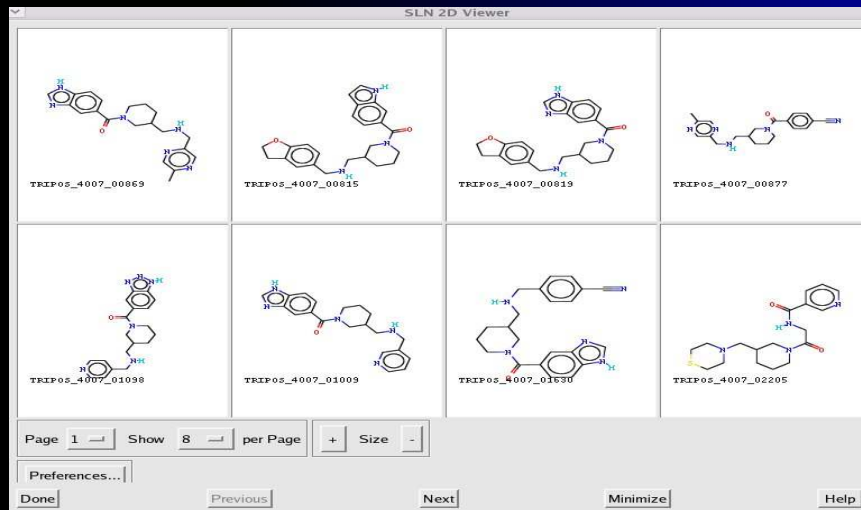 SLN 2D Viewer
TRIPOS_4007_00869
TRIPOS_4007_00815
TRIPOS_4007_00819
TRIPOS_4007_00877
TRIPOS_4007_01098
TRIPOS_4007_01009
TRIPOS_4007_01630
TRIPOS_4007_02205
Page 1 Show 8 per Page + Size -
Preferences...
Done Previous Next Minimize Help